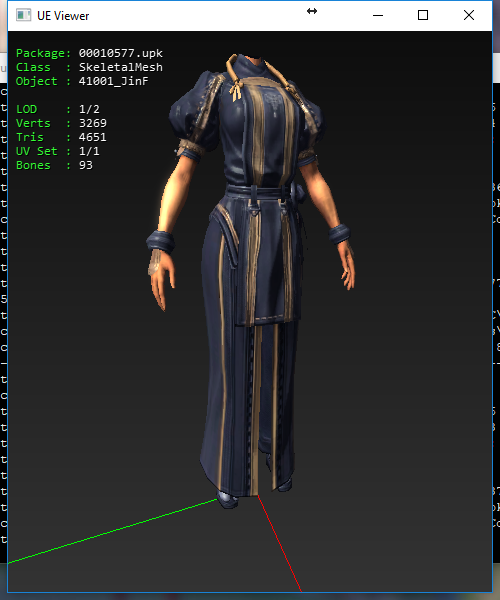 UE Viewer
Package: 00010577.upk
Class : SkeletalMesh
Object : 41001_JinF
LOD : 1/2
Verts : 3269
Tris : 4651
UV Set : 1/1
Bones : 93